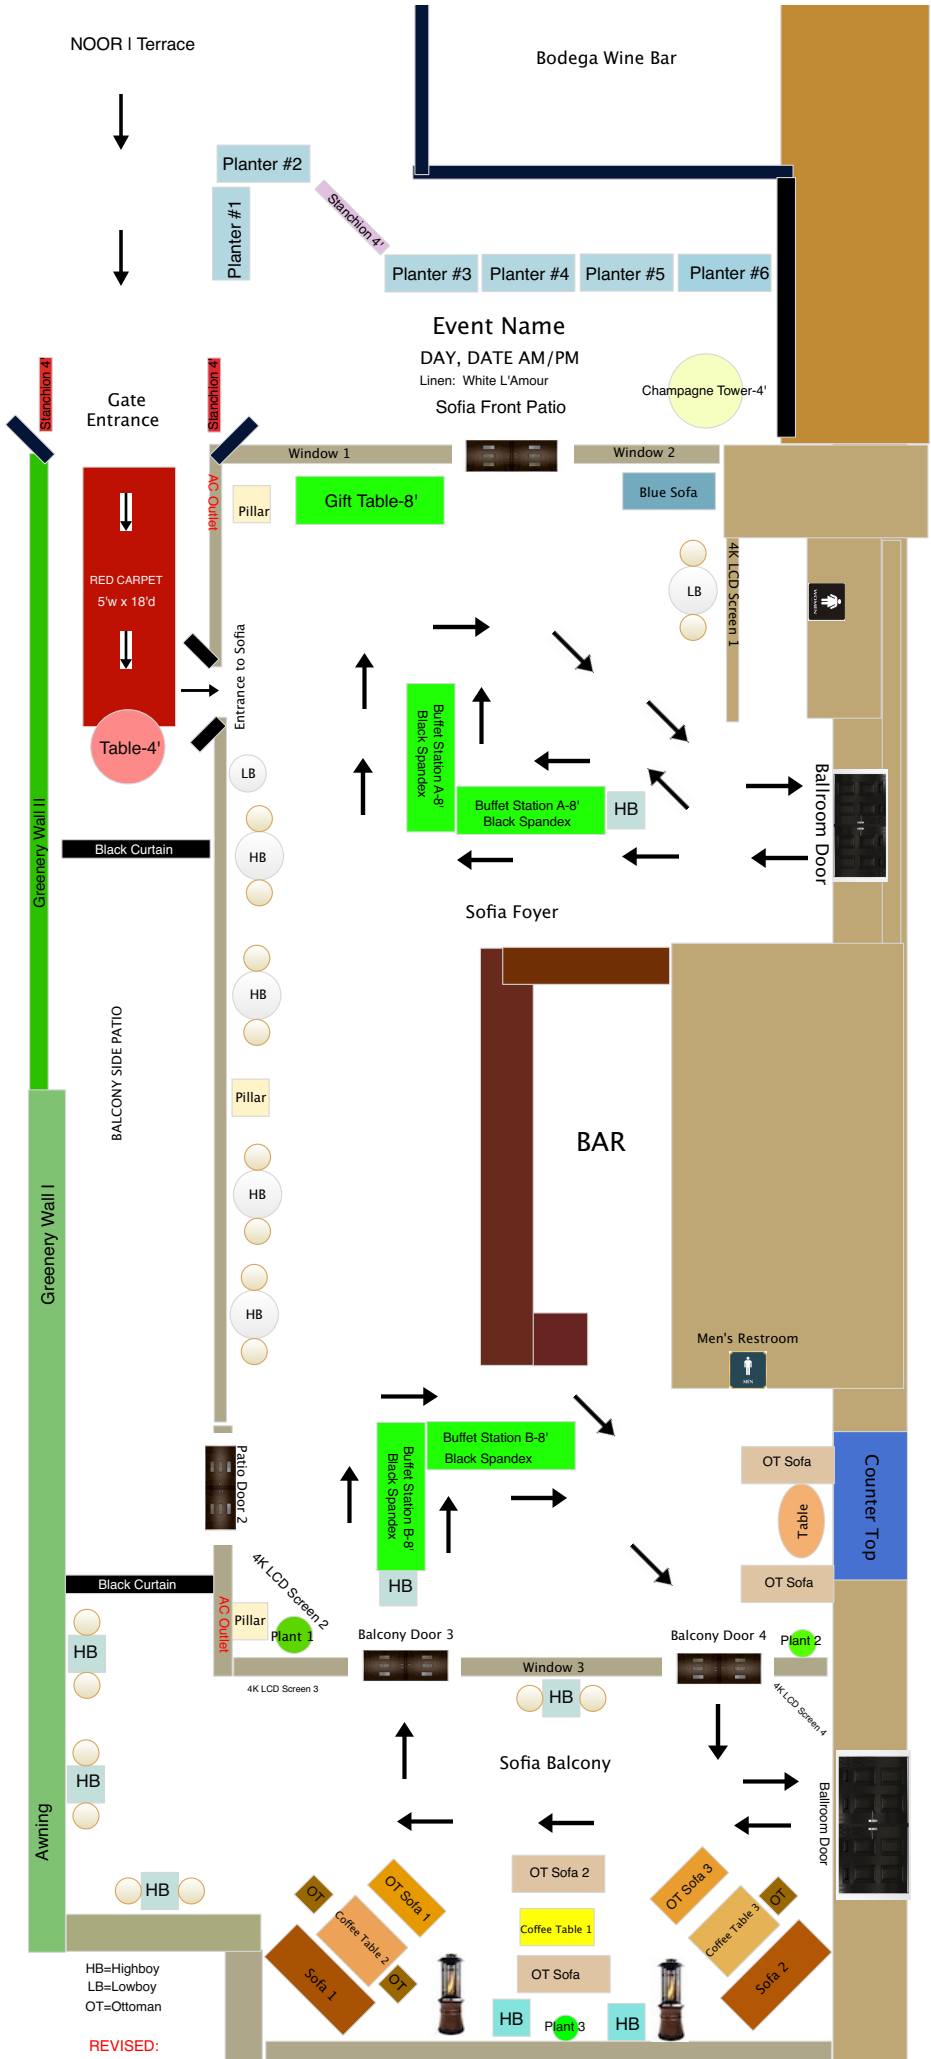 NOOR | Terrace
Bodega Wine Bar
Planter #2
Planter #1
Stanchion 4'
Planter #3
Planter #4
Planter #5
Planter #6
Event Name
DAY, DATE AM/PM
Linen: White L'Amour
Sofia Front Patio
Champagne Tower-4'
Stanchion 4'
Stanchion 4'
Gate
Entrance
Window 1
Window 2
AC Outlet
Pillar
Gift Table-8'
Blue Sofa
4K LCD Screen 1
LB
WOMEN
RED CARPET
5'w x 18'd
Entrance to Sofia
Table-4'
LB
Buffet Station A-8'
Black Spandex
Buffet Station A-8'
Black Spandex
HB
Ballroom Door
Greenery Wall II
Black Curtain
HB
Sofia Foyer
HB
BALCONY SIDE PATIO
Pillar
BAR
Greenery Wall I
HB
HB
Men's Restroom
MEN
Buffet Station B-8'
Black Spandex
Buffet Station B-8'
Black Spandex
HB
Patio Door 2
OT Sofa
Table
OT Sofa
Counter Top
Black Curtain
4K LCD Screen 2
AC Outlet
Pillar
Plant 1
Balcony Door 3
Balcony Door 4
Plant 2
Window 3
4K LCD Screen 3
4K LCD Screen 4
HB
HB
HB
HB
Sofia Balcony
Ballroom Door
Awning
OT
OT Sofa 1
Coffee Table 2
OT
Sofa 1
OT Sofa 2
Coffee Table 1
OT Sofa
OT Sofa 3
Coffee Table 3
OT
Sofa 2
HB
Plant 3
HB
HB=Highboy
LB=Lowboy
OT=Ottoman
REVISED: